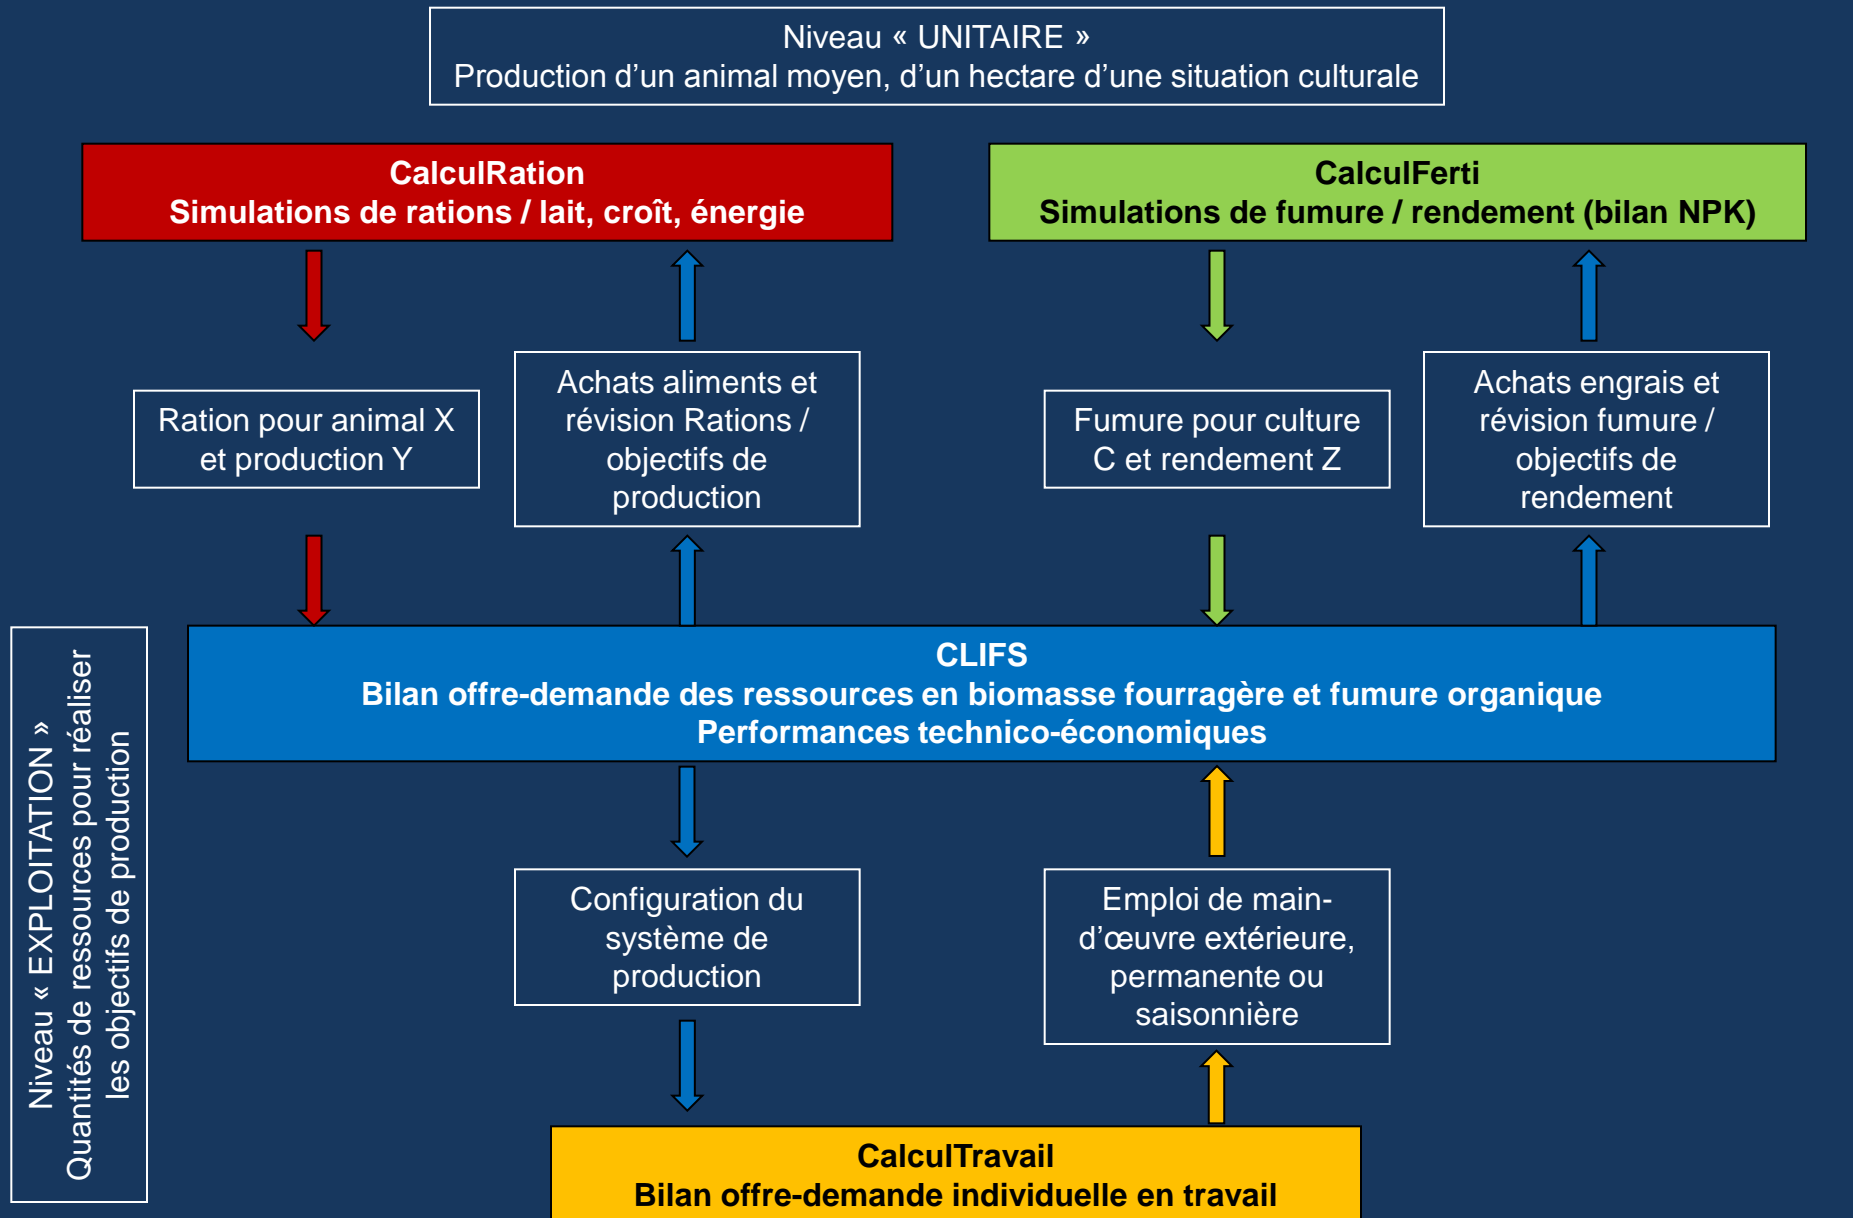 Niveau « UNITAIRE »
Production d’un animal moyen, d’un hectare d’une situation culturale
CalculRation
Simulations de rations / lait, croît, énergie
CalculFerti
Simulations de fumure / rendement (bilan NPK)
Ration pour animal X
et production Y
Achats aliments et
révision Rations /
objectifs de
production
Fumure pour culture
C et rendement Z
Achats engrais et
révision fumure /
objectifs de
rendement
Niveau « EXPLOITATION »
Quantités de ressources pour réaliser
les objectifs de production
CLIFS
Bilan offre-demande des ressources en biomasse fourragère et fumure organique
Performances technico-économiques
Configuration du
système de
production
Emploi de main-
d’œuvre extérieure,
permanente ou
saisonnière
CalculTravail
Bilan offre-demande individuelle en travail